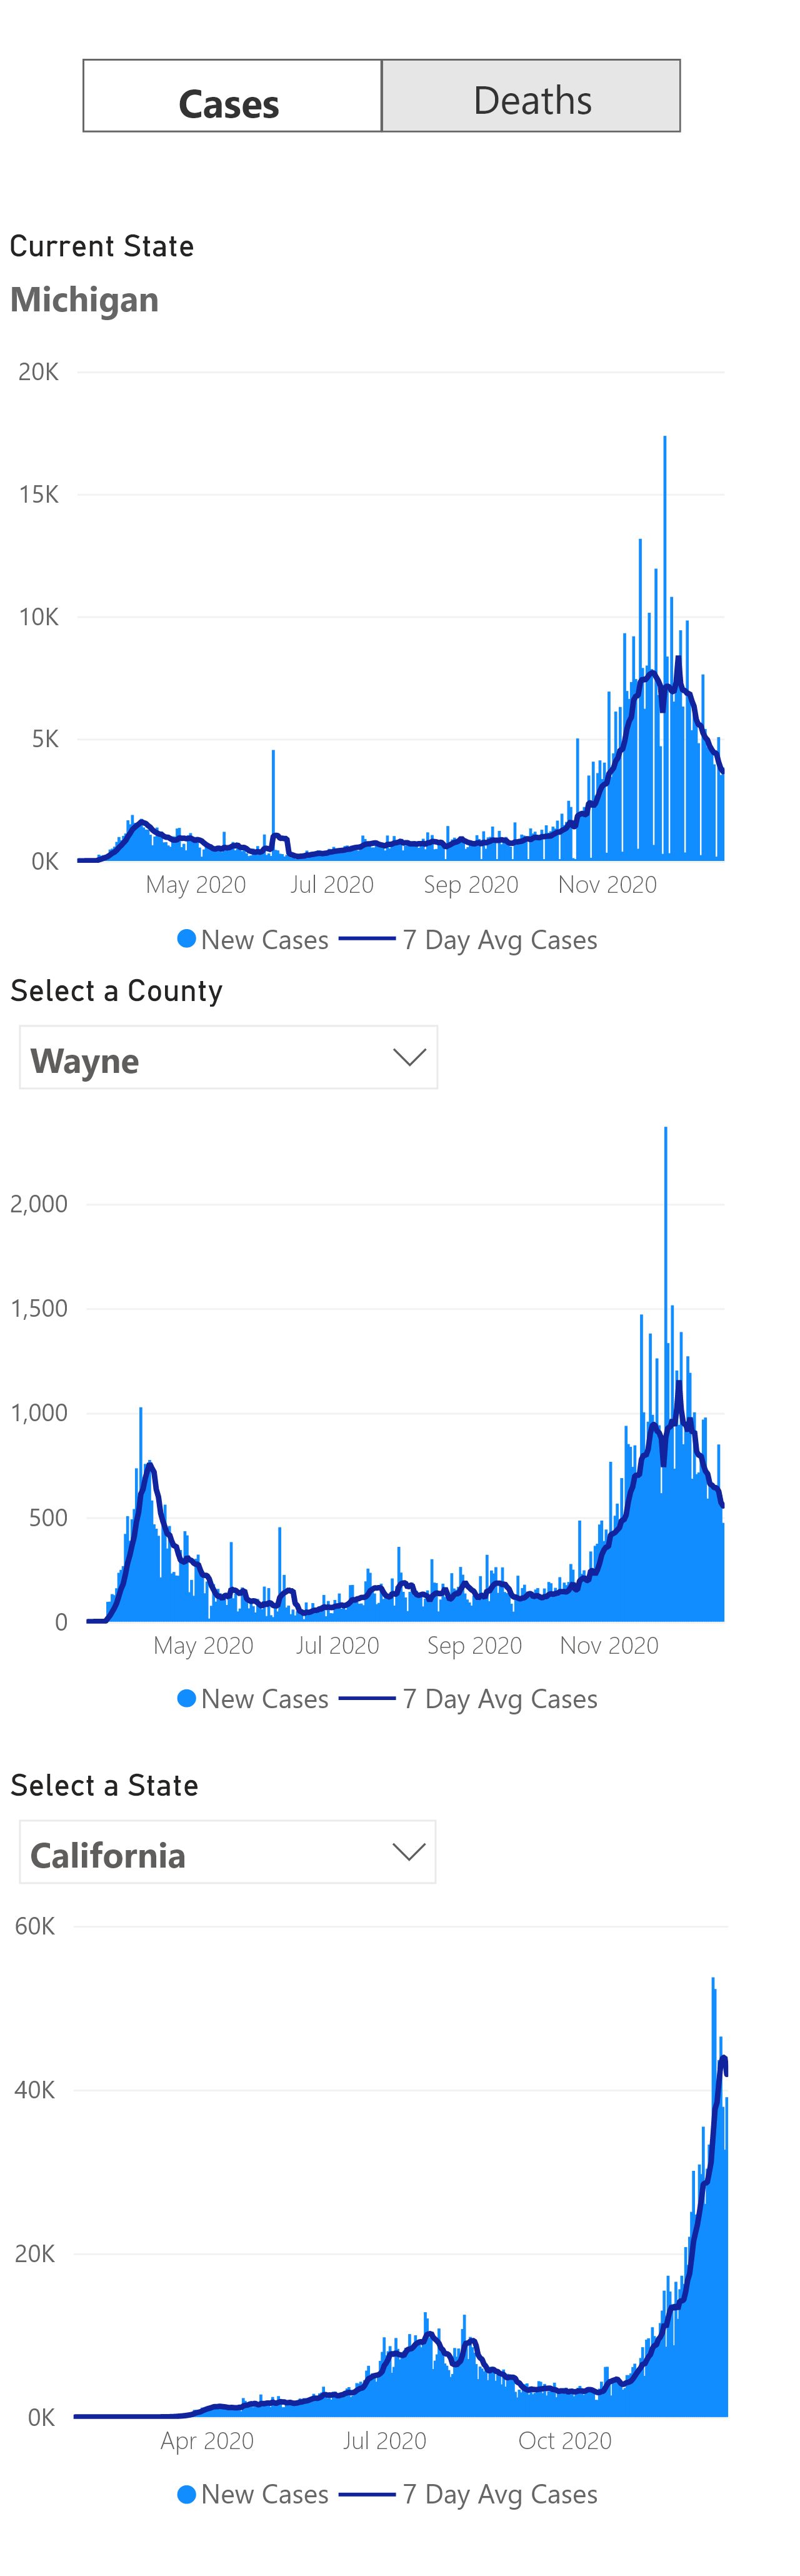 Cases Deaths
Current State
Michigan
20K
15K
10K
5K
0K
May 2020 Jul 2020 Sep 2020 Nov 2020
New Cases 7 Day Avg Cases
Select a County
Wayne
2,000
1,500
1,000
500
0
May 2020 Jul 2020 Sep 2020 Nov 2020
New Cases 7 Day Avg Cases
Select a State
California
60K
40K
20K
0K
Apr 2020 Jul 2020 Oct 2020
New Cases 7 Day Avg Cases